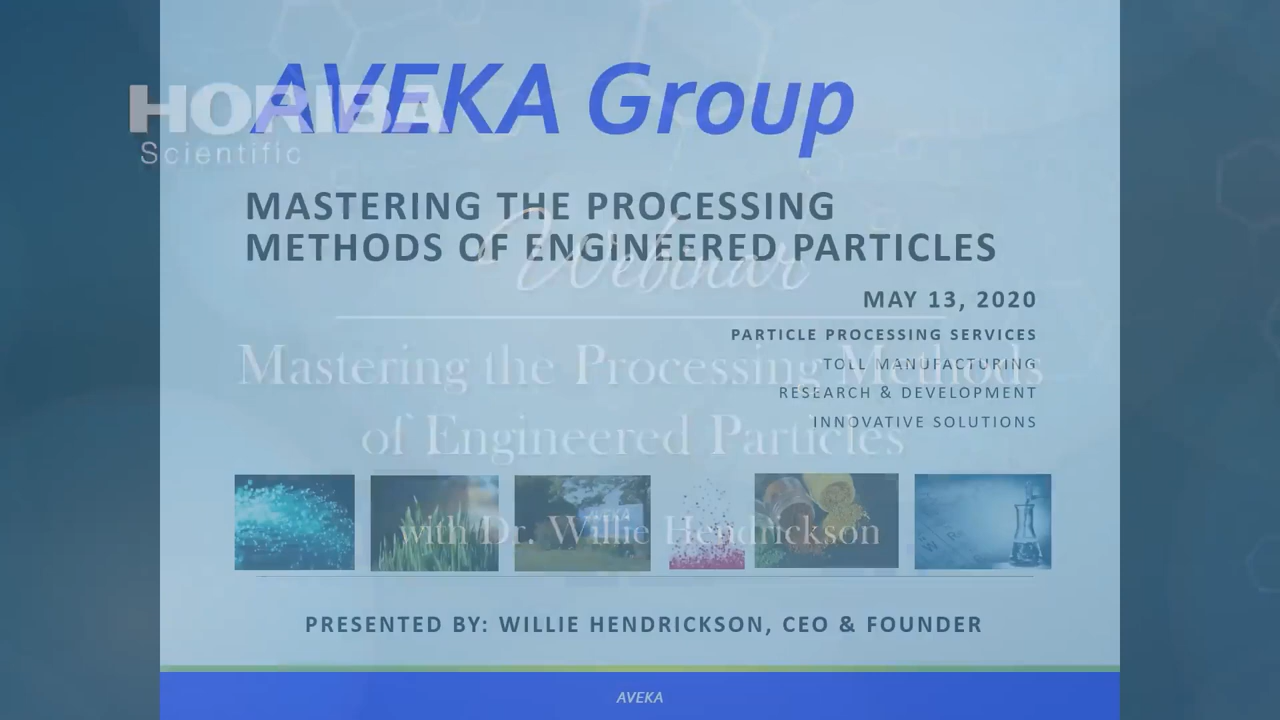 AVEKA Group
HORIBA
Scientific
MASTERING THE PROCESSING
METHODS OF ENGINEERED PARTICLES
Webinar
MAY 13, 2020
PARTICLE PROCESSING SERVICES
TOLL MANUFACTURING
RESEARCH & DEVELOPMENT
INNOVATIVE SOLUTIONS
Mastering the Processing Methods
of Engineered Particles
with Dr. Willie Hendrickson
PRESENTED BY: WILLIE HENDRICKSON, CEO & FOUNDER
AVEKA